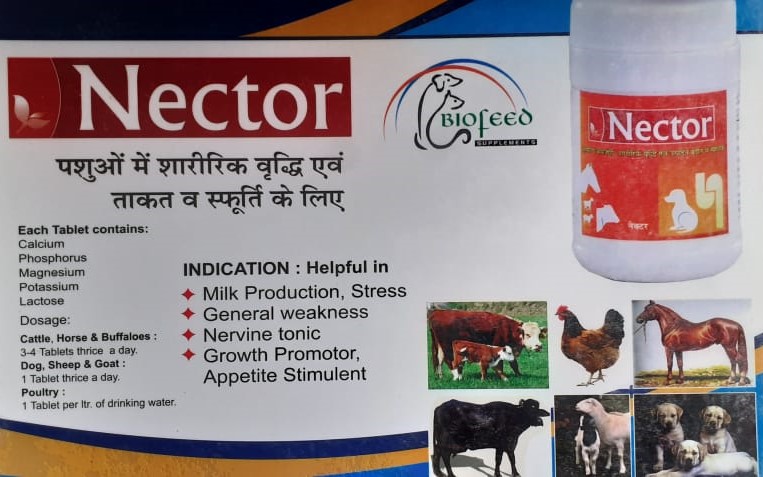 Nector
पशुओं में शारीरिक वृद्धि एवं
ताकत व स्फूर्ति के लिए
BIOFEED
SUPPLEMENTS
Each Tablet contains:
Calcium
Phosphorus
Magnesium
Potassium
Lactose
Dosage:
Cattle, Horse & Buffaloes :
3-4 Tablets thrice a day.
Dog, Sheep & Goat :
1 Tablet thrice a day.
Poultry :
1 Tablet per ltr. of drinking water.
INDICATION : Helpful in
Milk Production, Stress
General weakness
Nervine tonic
Growth Promotor,
Appetite Stimulent
Nector
नेक्टर